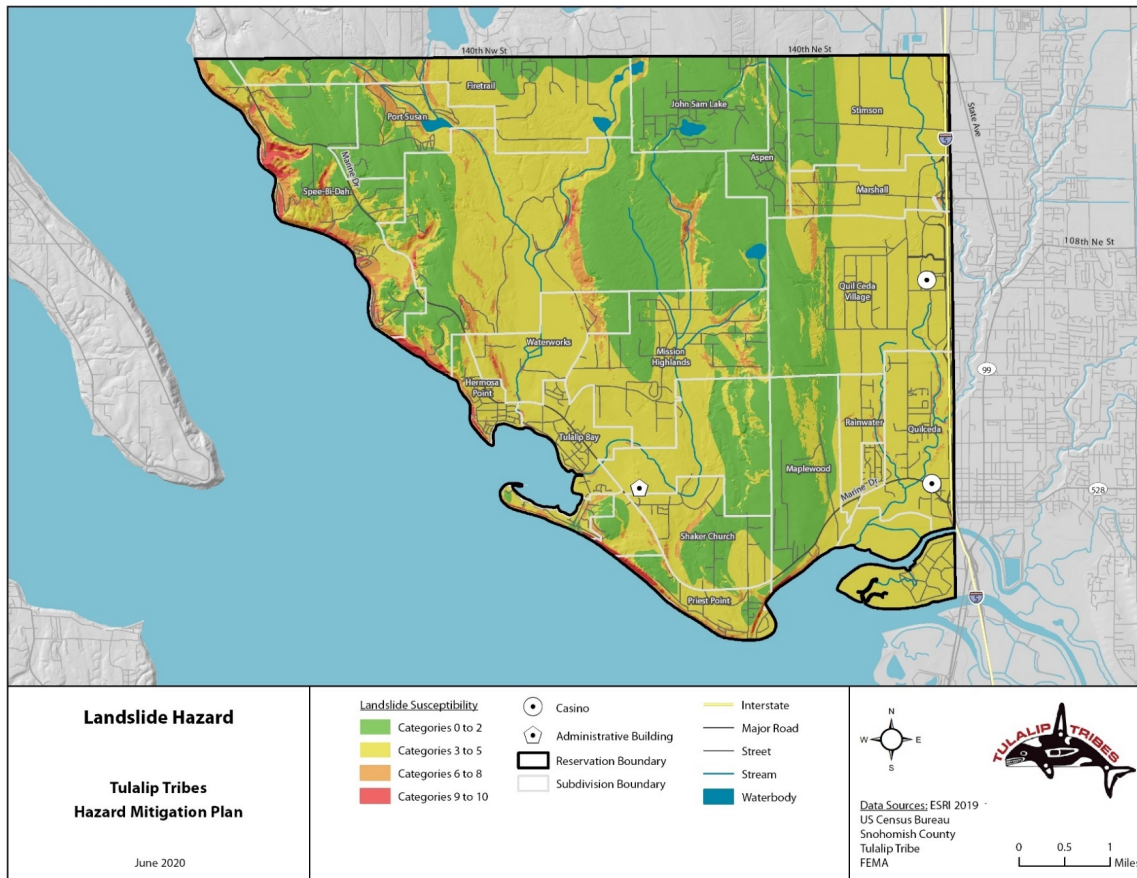 140th Nw St
140th Ne St
Firetrail
John Sam Lake
Stimson
State Ave
Port Susan
5
Aspen
Marine Dr
Spee-Bi-Dah
Marshall
108th Ne St
Quil Ceda
Village
Waterworks
Mission
Highlands
Hermosa
Point
99
Tulalip Bay
Rainwater
Quilceda
Maplewood
Marine Dr
528
Shaker Church
Priest Point
5
Landslide Hazard
Tulalip Tribes
Hazard Mitigation Plan
June 2020
Landslide Susceptibility
Categories 0 to 2
Categories 3 to 5
Categories 6 to 8
Categories 9 to 10
Casino
Administrative Building
Reservation Boundary
Subdivision Boundary
Interstate
Major Road
Street
Stream
Waterbody
N
W E
S
TULALIP TRIBES
Data Sources: ESRI 2019
US Census Bureau
Snohomish County
Tulalip Tribe
FEMA
0 0.5 1
Miles